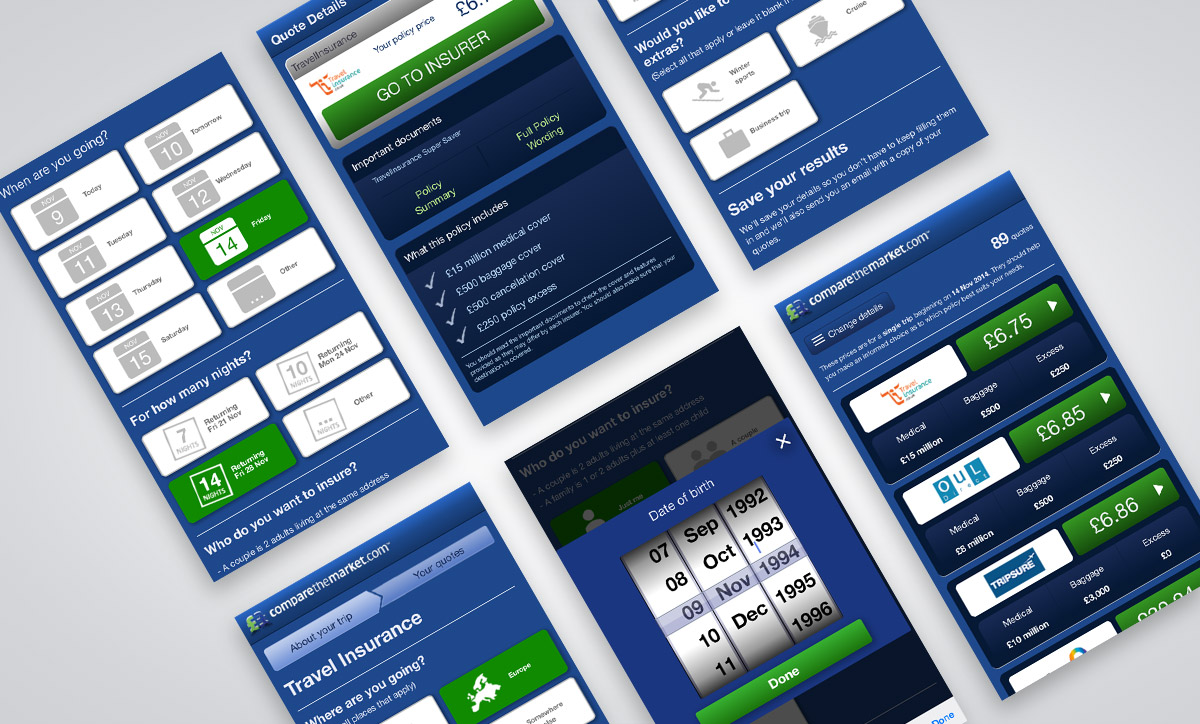 When are you going?
NOV
9
Today
NOV
10
Tomorrow
NOV
11
Tuesday
NOV
12
Wednesday
NOV
13
Thursday
NOV
14
Friday
NOV
15
Saturday
...
Other
For how many nights?
7
NIGHTS
Returning
Fri 21 Nov
10
NIGHTS
Returning
Mon 24 Nov
14
NIGHTS
Returning
Fri 28 Nov
...
NIGHTS
Other
Who do you want to insure?
- A couple is 2 adults living at the same address
Quote Details
TravelInsurance
Your policy price
Travel
insurance
.co.uk
GO TO INSURER
Important documents
TravelInsurance Super Saver
Policy
Summary
Full Policy
Wording
What this policy includes
£15 million medical cover
£500 baggage cover
£500 cancellation cover
£250 policy excess
You should read the important documents to check the cover and features
provided as they may differ by each insurer. You should also make sure that your
destination is covered.
Would you like to
extras?
(Select all that apply or leave it blank if
Winter
sports
Cruise
Business trip
Save your results
We'll save your details so you don't have to keep filling them
in and we'll also send you an email with a copy of your
quotes.
comparethemarket.com
About your trip
Your quotes
Travel Insurance
Where are you going?
all places that apply)
Europe
Somewhere
else
Who do you want to insure?
- A couple is 2 adults living at the same address
- A family is 1 or 2 adults plus at least one child
Just me
A couple
Date of birth
07 Sep 1992
08 Oct 1993
09 Nov 1994
10 Dec 1995
11 1996
Done
Done
comparethemarket.com
Change details
89 quotes
These prices are for a single trip beginning on 14 Nov 2014. They should help
you make an informed choice as to which policy best suits your needs.
Travel
insurance
.co.uk
£6.75
Medical
£15 million
Baggage
£500
Excess
£250
OUL
Direct
£6.85
Medical
£8 million
Baggage
£500
Excess
£250
TRIPSURE
£6.86
Medical
£10 million
Baggage
£3,000
Excess
£0